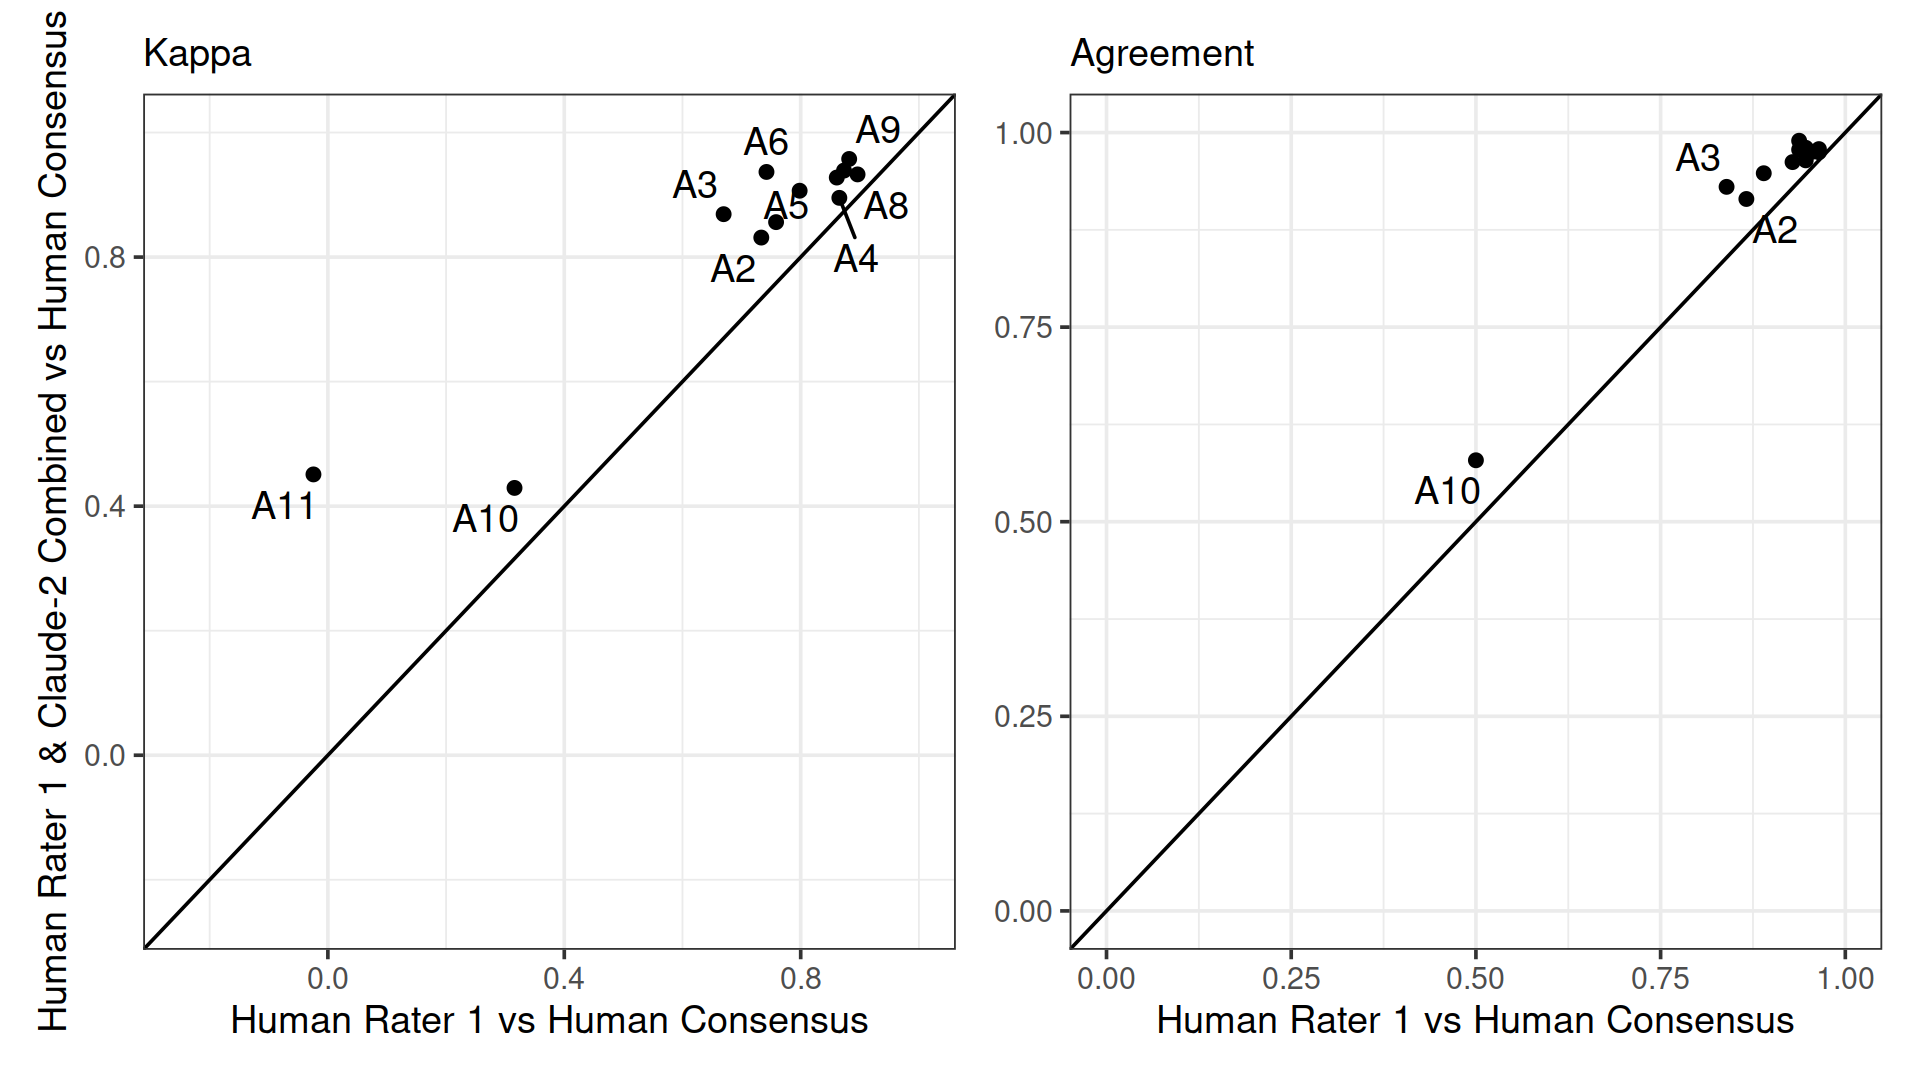 Human Rater 1 & Claude-2 Combined vs Human Consensus
Kappa
0.8
0.4
0.0
A9
A6
A3
A5
A8
A4
A2
A11
A10
0.0
0.4
0.8
Human Rater 1 vs Human Consensus
Agreement
1.00
0.75
0.50
0.25
0.00
A3
A2
A10
0.00
0.25
0.50
0.75
1.00
Human Rater 1 vs Human Consensus